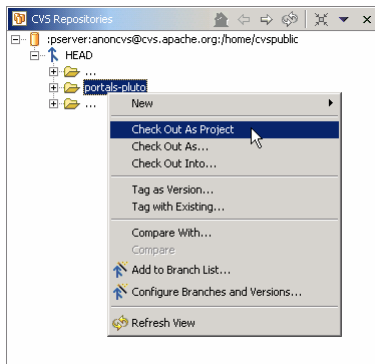 CVS Repositories
:pserver:anoncvs@cvs.apache.org:/home/cvspublic
HEAD
...
portals-pluto
...
New
Check Out As Project
Check Out As...
Check Out Into...
Tag as Version...
Tag with Existing...
Compare With...
Compare
Add to Branch List...
Configure Branches and Versions...
Refresh View